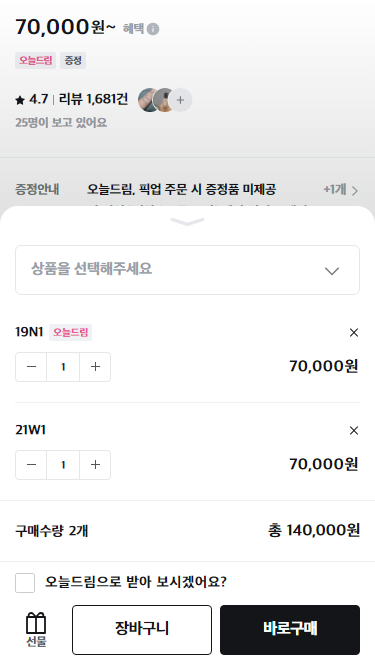 70,000원~ 혜택
오늘드림 증정
4.7 | 리뷰 1,681건
25명이 보고 있어요
증정안내 오늘드림, 픽업 주문 시 증정품 미제공 +1개
상품을 선택해주세요
19N1 오늘드림
1 70,000원
21W1
1 70,000원
구매수량 2개 총 140,000원
오늘드림으로 받아 보시겠어요?
선물 장바구니 바로구매